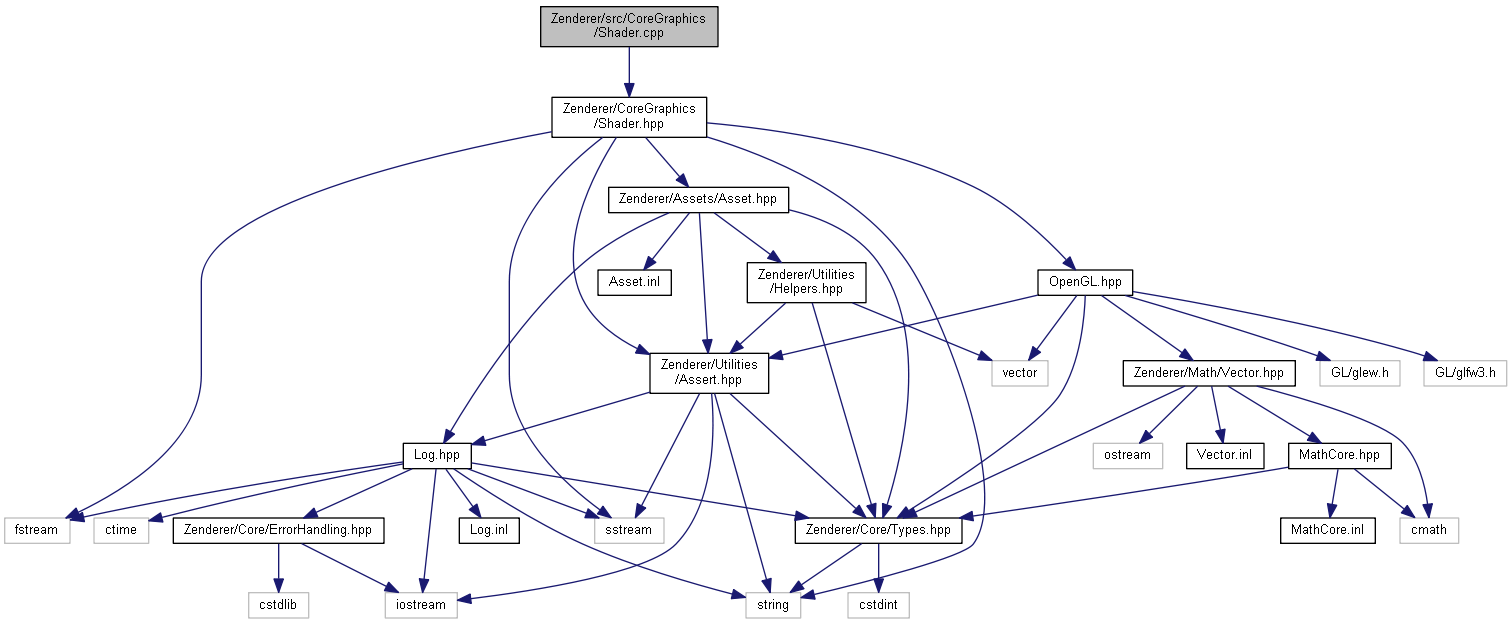 Zenderer/src/CoreGraphics
/Shader.cpp
Zenderer/CoreGraphics
/Shader.hpp
Zenderer/Assets/Asset.hpp
Asset.inl
Zenderer/Utilities
/Helpers.hpp
OpenGL.hpp
Zenderer/Utilities
/Assert.hpp
vector
Zenderer/Math/Vector.hpp
GL/glew.h
GL/glfw3.h
Log.hpp
ostream
Vector.inl
MathCore.hpp
fstream
ctime
Zenderer/Core/ErrorHandling.hpp
Log.inl
sstream
Zenderer/Core/Types.hpp
MathCore.inl
cmath
cstdlib
iostream
string
cstdint